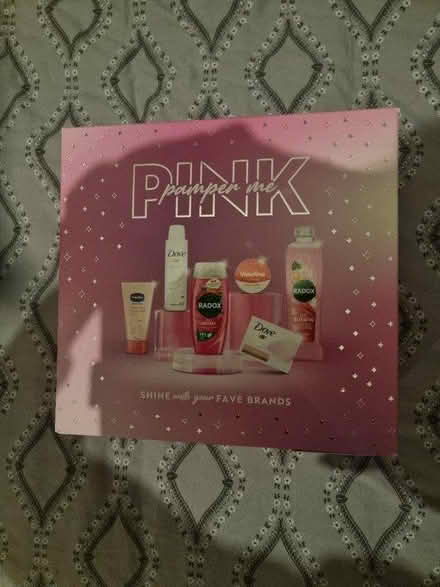 PINK
pamper me
Dove
Vaseline
RADOX
RADOX
Dove
SHINE with your FAVE BRANDS